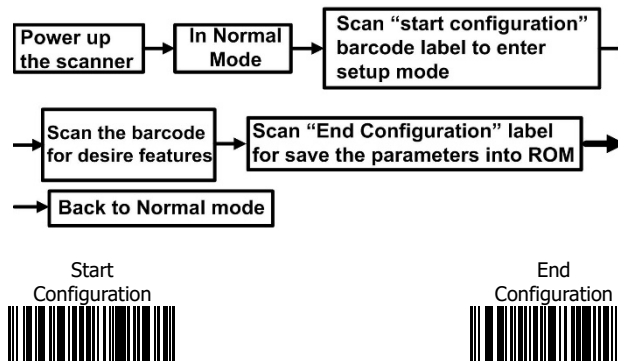 Power up
the scanner
In Normal
Mode
Scan “start configuration”
barcode label to enter
setup mode
Scan the barcode
for desire features
Scan “End Configuration” label
for save the parameters into ROM
Back to Normal mode
Start
Configuration
End
Configuration